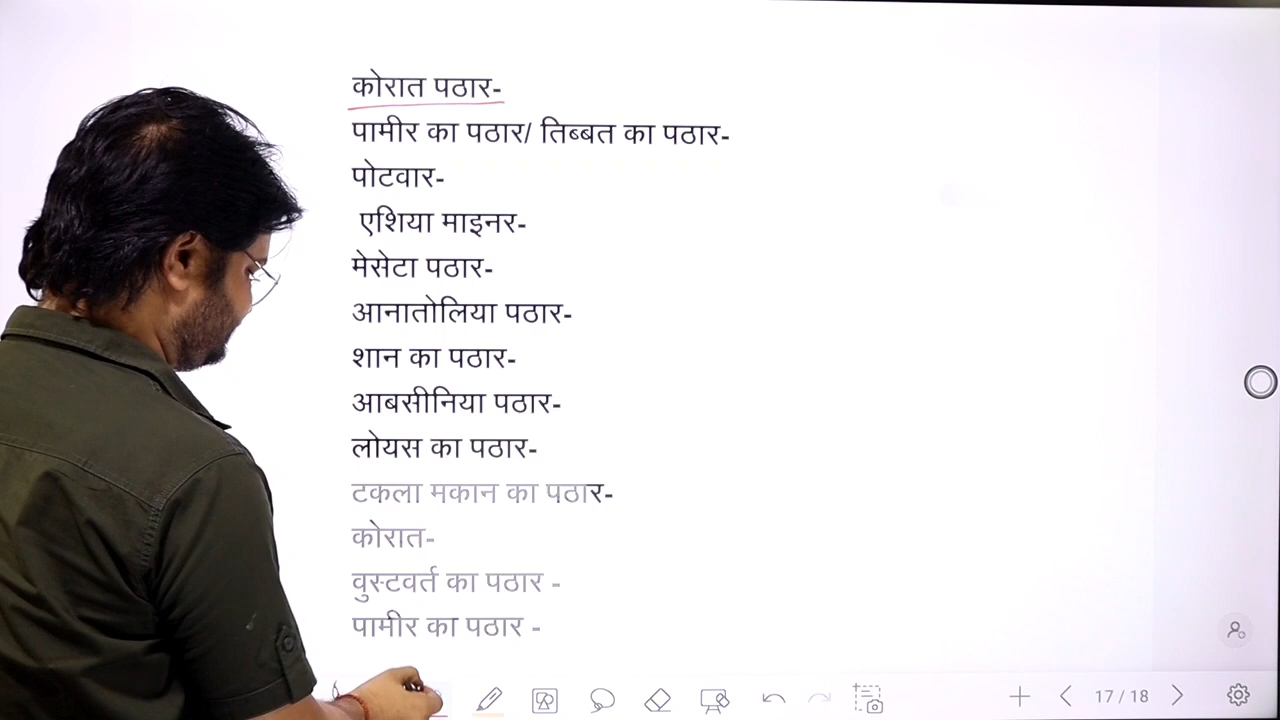 कोरात पठार-
पामीर का पठार/ तिब्बत का पठार-
पोटवार-
एशिया माइनर-
मेसेटा पठार-
आनातोलिया पठार-
शान का पठार-
आबसीनिया पठार-
लोयस का पठार-
टकला मकान का पठार-
कोरात-
वुस्टवर्त का पठार -
पामीर का पठार -
17 / 18